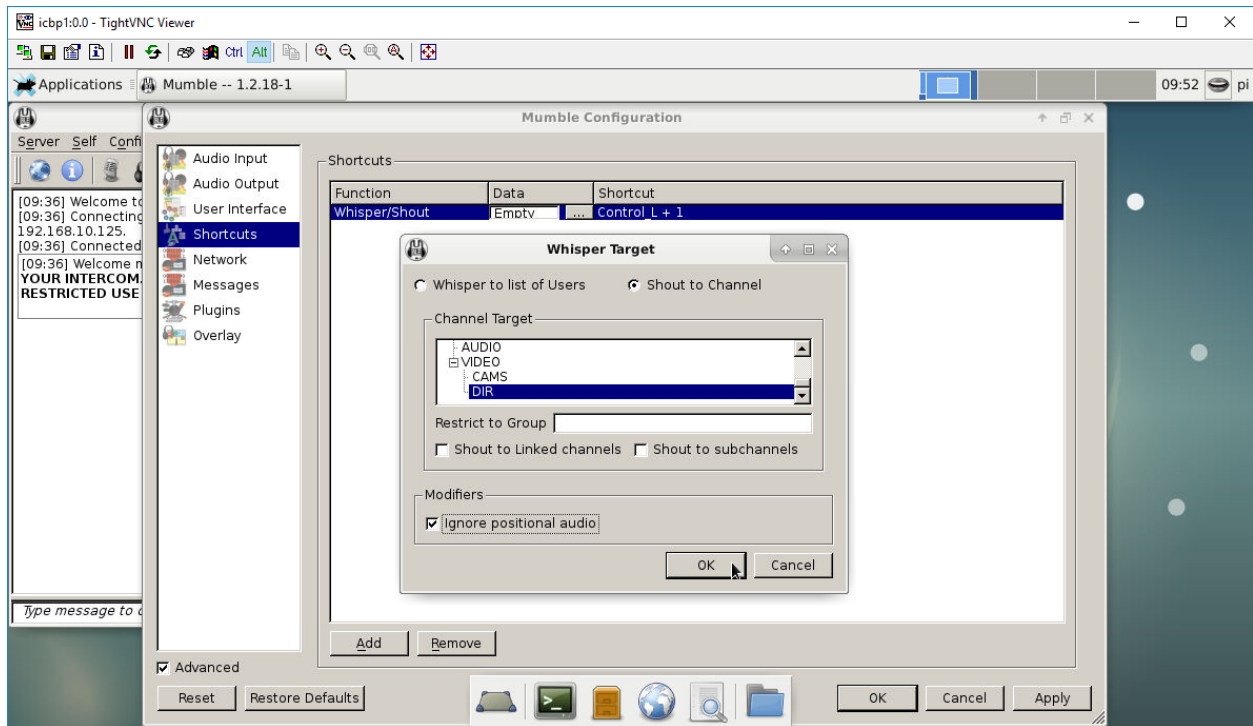 icbp1:0.0 - TightVNC Viewer
Ctrl Alt
Applications Mumble -- 1.2.18-1 09:52 pi
Mumble Configuration
Server Self Confi
[09:36] Welcome to
[09:36] Connecting
192.168.10.125.
[09:36] Connected
[09:36] Welcome m
YOUR INTERCOM.
RESTRICTED USE
Type message to c
Audio Input
Audio Output
User Interface
Shortcuts
Network
Messages
Plugins
Overlay
Shortcuts
Function Data Shortcut
Whisper/Shout Empty ... Control_L + 1
Whisper Target
Whisper to list of Users Shout to Channel
Channel Target
AUDIO
VIDEO
CAMS
DIR
Restrict to Group
Shout to Linked channels Shout to subchannels
Modifiers
Ignore positional audio
OK Cancel
Add Remove
Advanced
Reset Restore Defaults OK Cancel Apply